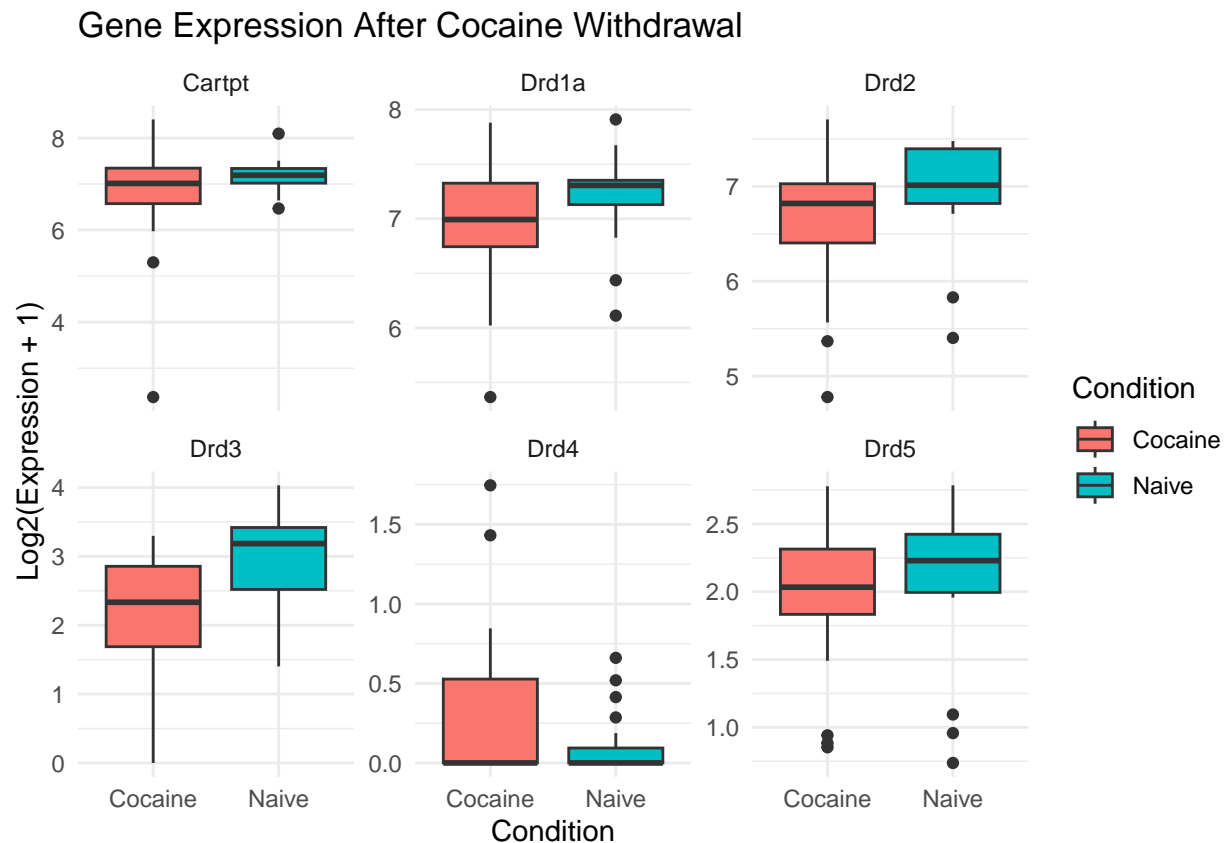 Gene Expression After Cocaine Withdrawal
Cartpt
Drd1a
Drd2
8
6
4
8
7
6
7
6
5
Log2(Expression + 1)
Drd3
Drd4
Drd5
4
3
2
1
0
1.5
1.0
0.5
0.0
2.5
2.0
1.5
1.0
Cocaine Naive
Cocaine Naive
Cocaine Naive
Condition
Condition
Cocaine
Naive